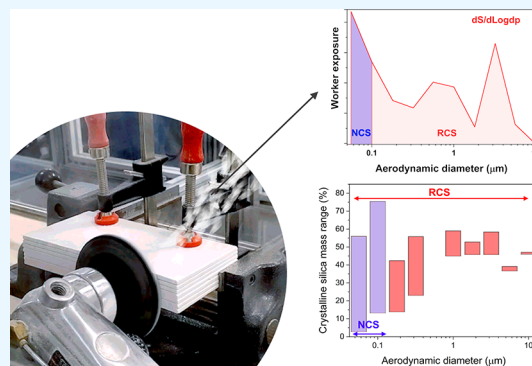 dS/dLogdp
Worker exposure
NCS
RCS
0.1
1
Aerodynamic diameter (μm)
Crystalline silica mass range (%)
80
70
60
50
40
30
20
10
0
RCS
NCS
0.1
1
10
Aerodynamic diameter (μm)